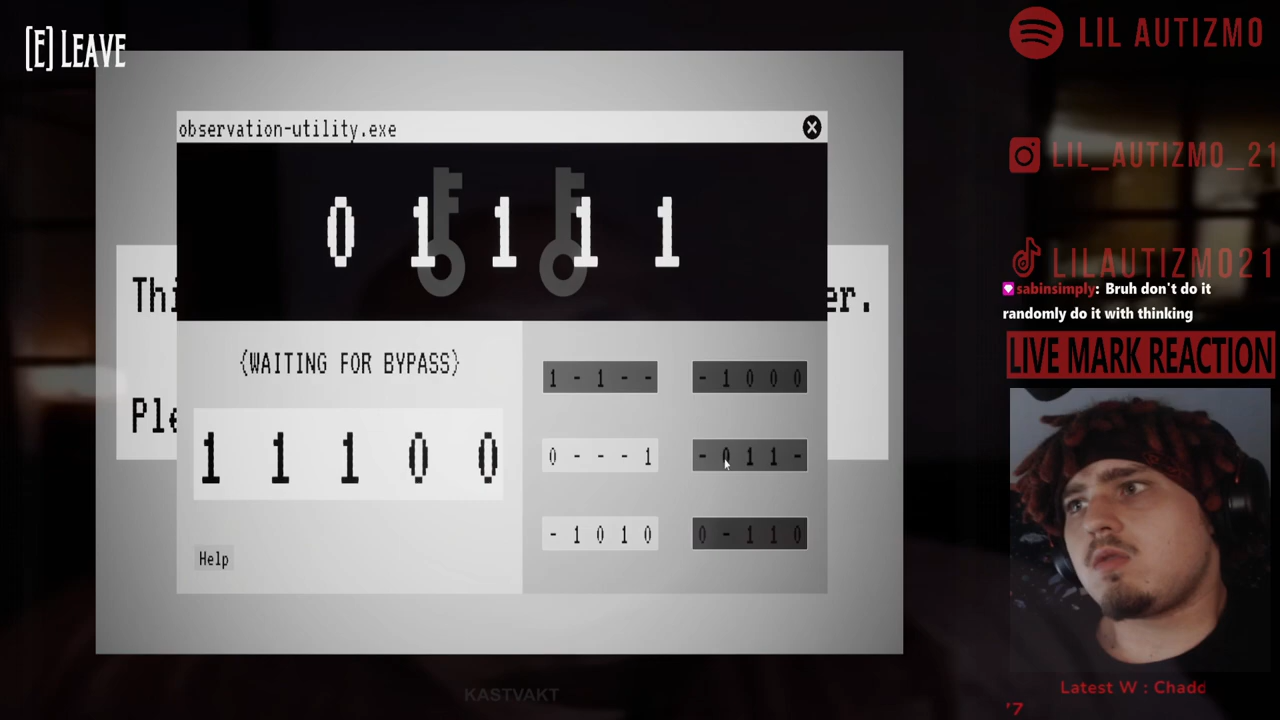 [E] LEAVE
observation-utility.exe
0 1 1 1 1
Thi
er.
Ple
{WAITING FOR BYPASS}
1 1 1 0 0
Help
1 - 1 - -
- 1 0 0 0
0 - - - 1
- 0 1 1 -
- 1 0 1 0
0 - 1 1 0
KASTVAKT
LIL AUTIZMO
LIL_AUTIZMO_21
LILAUTIZMO21
sabinsimply: Bruh don't do it
randomly do it with thinking
LIVE MARK REACTION
Latest W : Chadd
'7